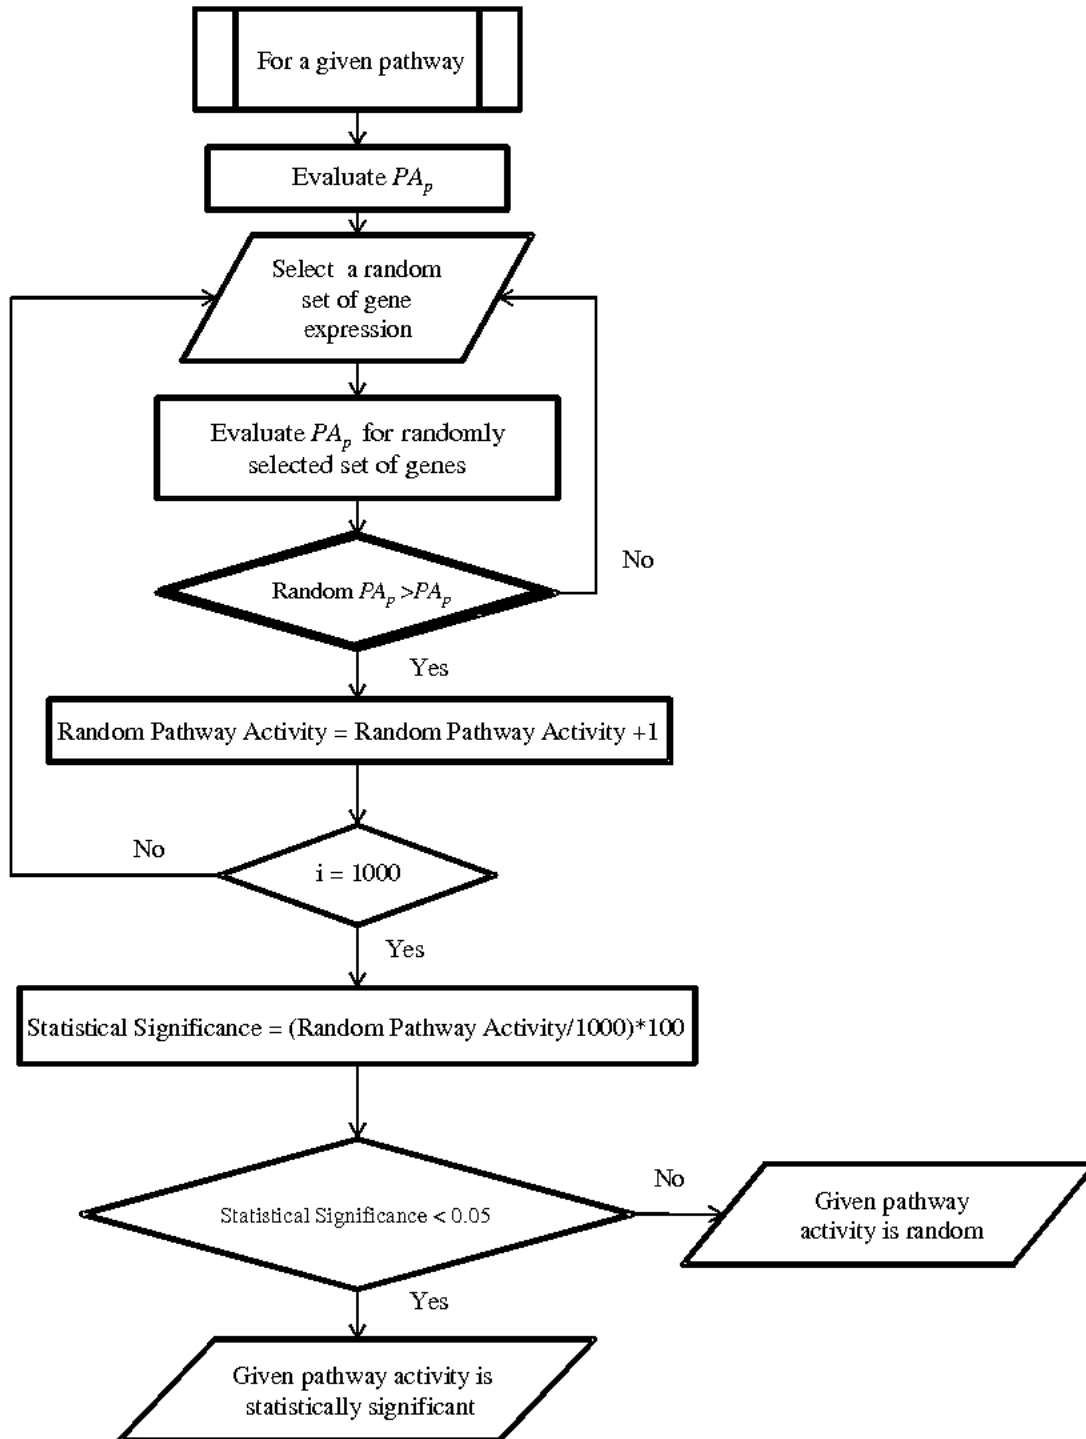 For a given pathway
Evaluate PAp
Select a random
set of gene
expression
Evaluate PAp for randomly
selected set of genes
No
Random PAp >PAp
Yes
Random Pathway Activity = Random Pathway Activity +1
No
i = 1000
Yes
Statistical Significance = (Random Pathway Activity/1000)*100
No
Statistical Significance < 0.05
Given pathway
activity is random
Yes
Given pathway activity is
statistically significant